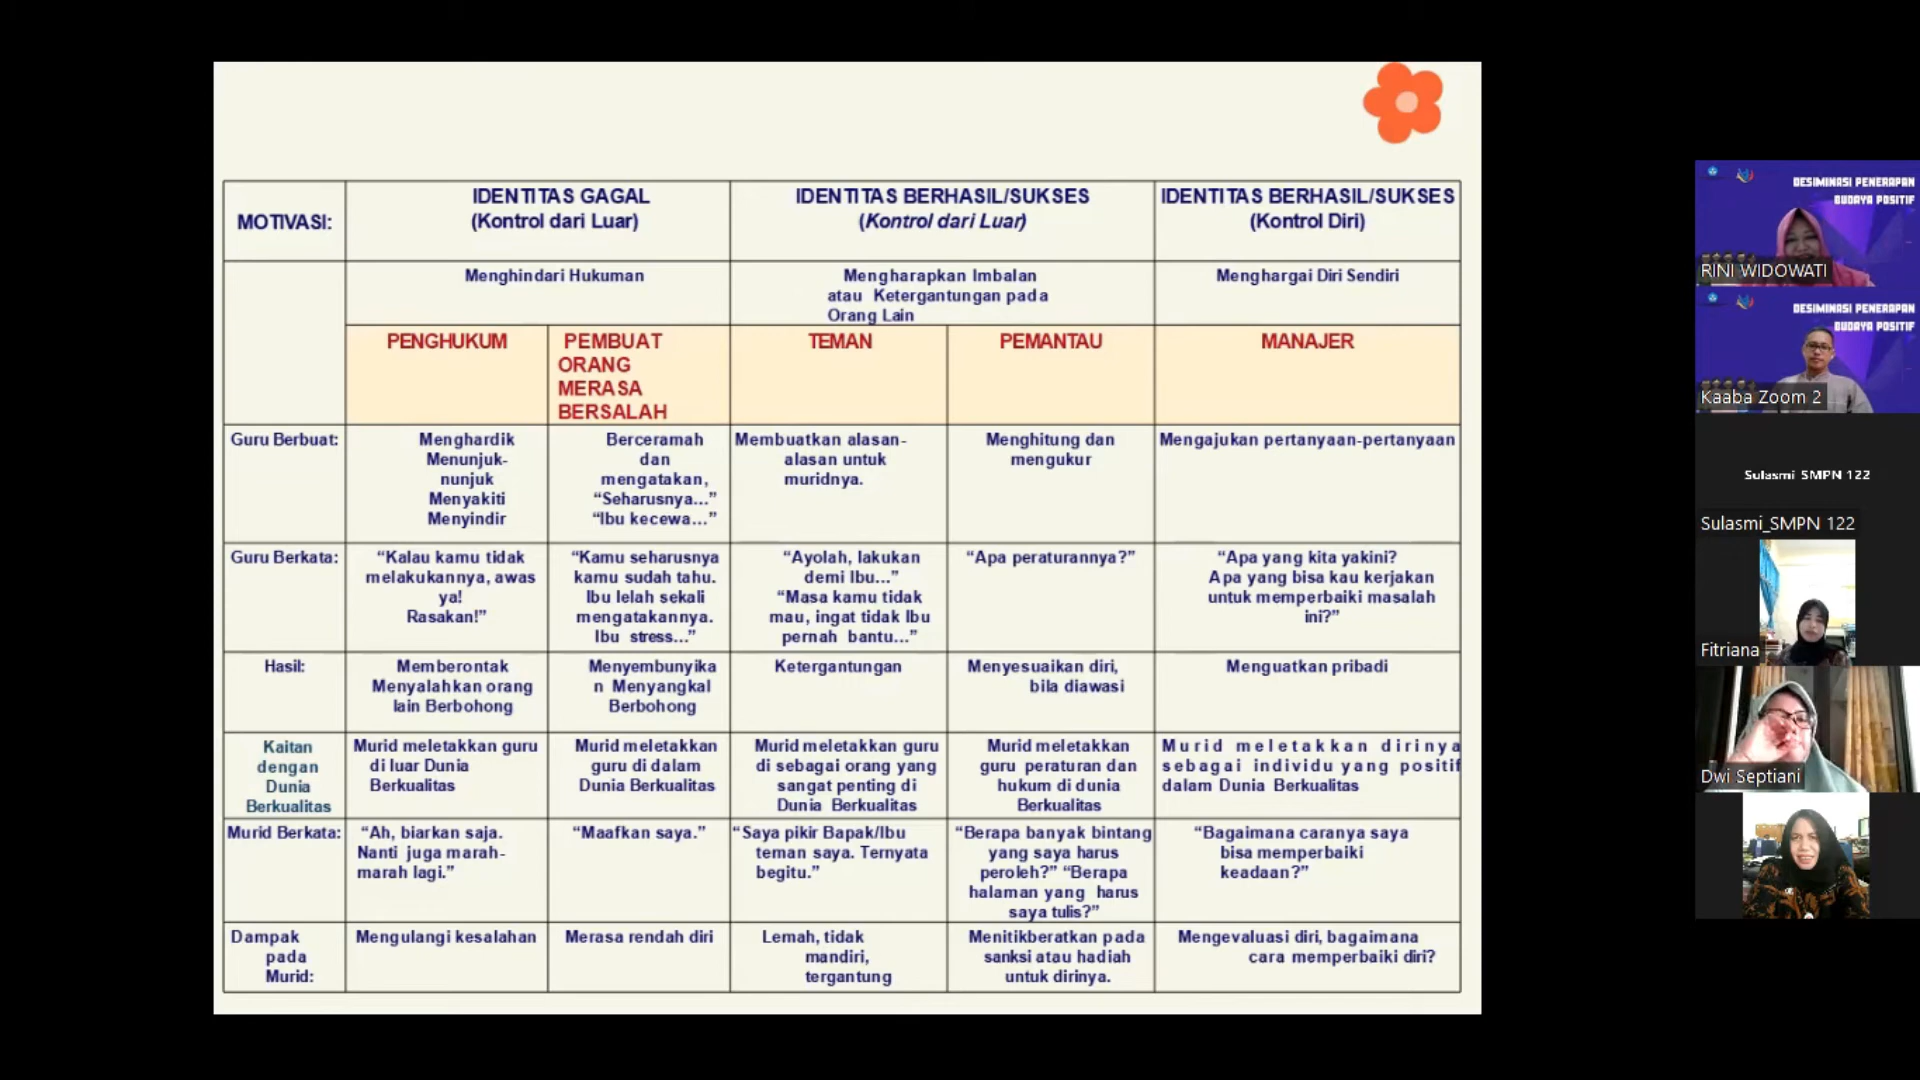 MOTIVASI:
IDENTITAS GAGAL
(Kontrol dari Luar)
IDENTITAS BERHASIL/SUKSES
(Kontrol dari Luar)
IDENTITAS BERHASIL/SUKSES
(Kontrol Diri)
Menghindari Hukuman
Mengharapkan Imbalan
atau Ketergantungan pada
Orang Lain
Menghargai Diri Sendiri
PENGHUKUM
PEMBUAT
ORANG
MERASA
BERSALAH
TEMAN
PEMANTAU
MANAJER
Guru Berbuat:
Menghardik
Menunjuk-
nunjuk
Menyakiti
Menyindir
Berceramah
dan
mengatakan,
“Seharusnya...”
“Ibu kecewa...”
Membuatkan alasan-
alasan untuk
muridnya.
Menghitung dan
mengukur
Mengajukan pertanyaan-pertanyaan
Guru Berkata:
“Kalau kamu tidak
melakukannya, awas
ya!
Rasakan!”
“Kamu seharusnya
kamu sudah tahu.
Ibu lelah sekali
mengatakannya.
Ibu stress...”
“Ayolah, lakukan
demi Ibu...”
“Masa kamu tidak
mau, ingat tidak Ibu
pernah bantu...”
“Apa peraturannya?”
“Apa yang kita yakini?
Apa yang bisa kau kerjakan
untuk memperbaiki masalah
ini?”
Hasil:
Memberontak
Menyalahkan orang
lain Berbohong
Menyembunyika
n Menyangkal
Berbohong
Ketergantungan
Menyesuaikan diri,
bila diawasi
Menguatkan pribadi
Kaitan
dengan
Dunia
Berkualitas
Murid meletakkan guru
di luar Dunia
Berkualitas
Murid meletakkan
guru di dalam
Dunia Berkualitas
Murid meletakkan guru
di sebagai orang yang
sangat penting di
Dunia Berkualitas
Murid meletakkan
guru peraturan dan
hukum di dunia
Berkualitas
Murid meletakkan dirinya
sebagai individu yang positif
dalam Dunia Berkualitas
Murid Berkata:
“Ah, biarkan saja.
Nanti juga marah-
marah lagi.”
“Maafkan saya.”
“Saya pikir Bapak/Ibu
teman saya. Ternyata
begitu.”
“Berapa banyak bintang
yang saya harus
peroleh?” “Berapa
halaman yang harus
saya tulis?”
“Bagaimana caranya saya
bisa memperbaiki
keadaan?”
Dampak
pada
Murid:
Mengulangi kesalahan
Merasa rendah diri
Lemah, tidak
mandiri,
tergantung
Menitikberatkan pada
sanksi atau hadiah
untuk dirinya.
Mengevaluasi diri, bagaimana
cara memperbaiki diri?
DESIMINASI PENERAPAN
BUDAYA POSITIF
RINI WIDOWATI
DESIMINASI PENERAPAN
BUDAYA POSITIF
Kaaba Zoom 2
Sulasmi SMPN 122
Sulasmi_SMPN 122
Fitriana
Dwi Septiani